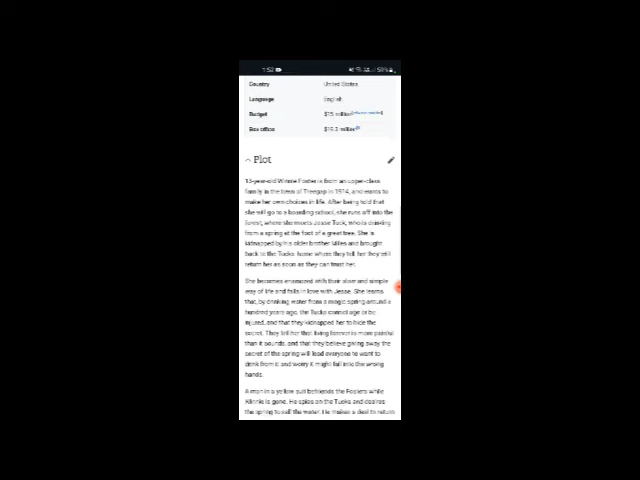 1:52
59%
Country United States
Language English
Budget $15 million
Box office $19.3 million
Plot
15-year-old Winnie Foster is from an upper-class
family in the town of Treegap in 1914, and wants to
make her own choices in life. After being told that
she will go to a boarding school, she runs off into the
forest, where she meets Jesse Tuck, who is drinking
from a spring at the foot of a great tree. She is
kidnapped by his older brother Miles and brought
back to the Tucks' home where they tell her they will
return her as soon as they can trust her.
She becomes enamored with their slow and simple
way of life and falls in love with Jesse. She learns
that, by drinking water from a magic spring around a
hundred years ago, the Tucks cannot age or be
injured, and that they kidnapped her to hide the
secret. They tell her that living forever is more painful
than it sounds, and that they believe giving away the
secret of the spring will lead everyone to want to
drink from it and worry it might fall into the wrong
hands.
A man in a yellow suit befriends the Fosters while
Winnie is gone. He spies on the Tucks and desires
the spring to sell the water. He makes a deal to return